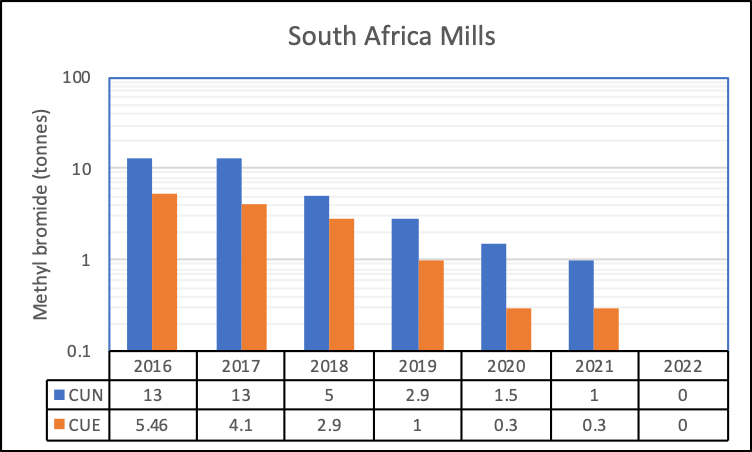 South Africa Mills
Methyl bromide (tonnes)
100
10
1
0.1
2016 2017 2018 2019 2020 2021 2022
CUN 13 13 5 2.9 1.5 1 0
CUE 5.46 4.1 2.9 1 0.3 0.3 0